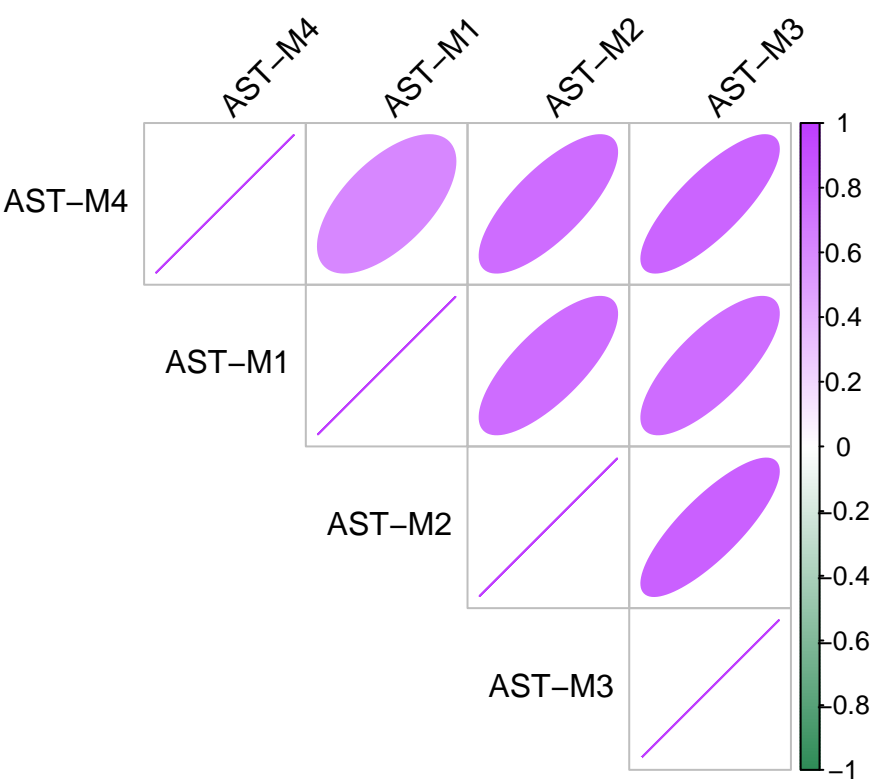 AST–M4
AST–M1
AST–M2
AST–M3
AST–M4
AST–M1
AST–M2
AST–M3
1
0.8
0.6
0.4
0.2
0
–0.2
–0.4
–0.6
–0.8
–1